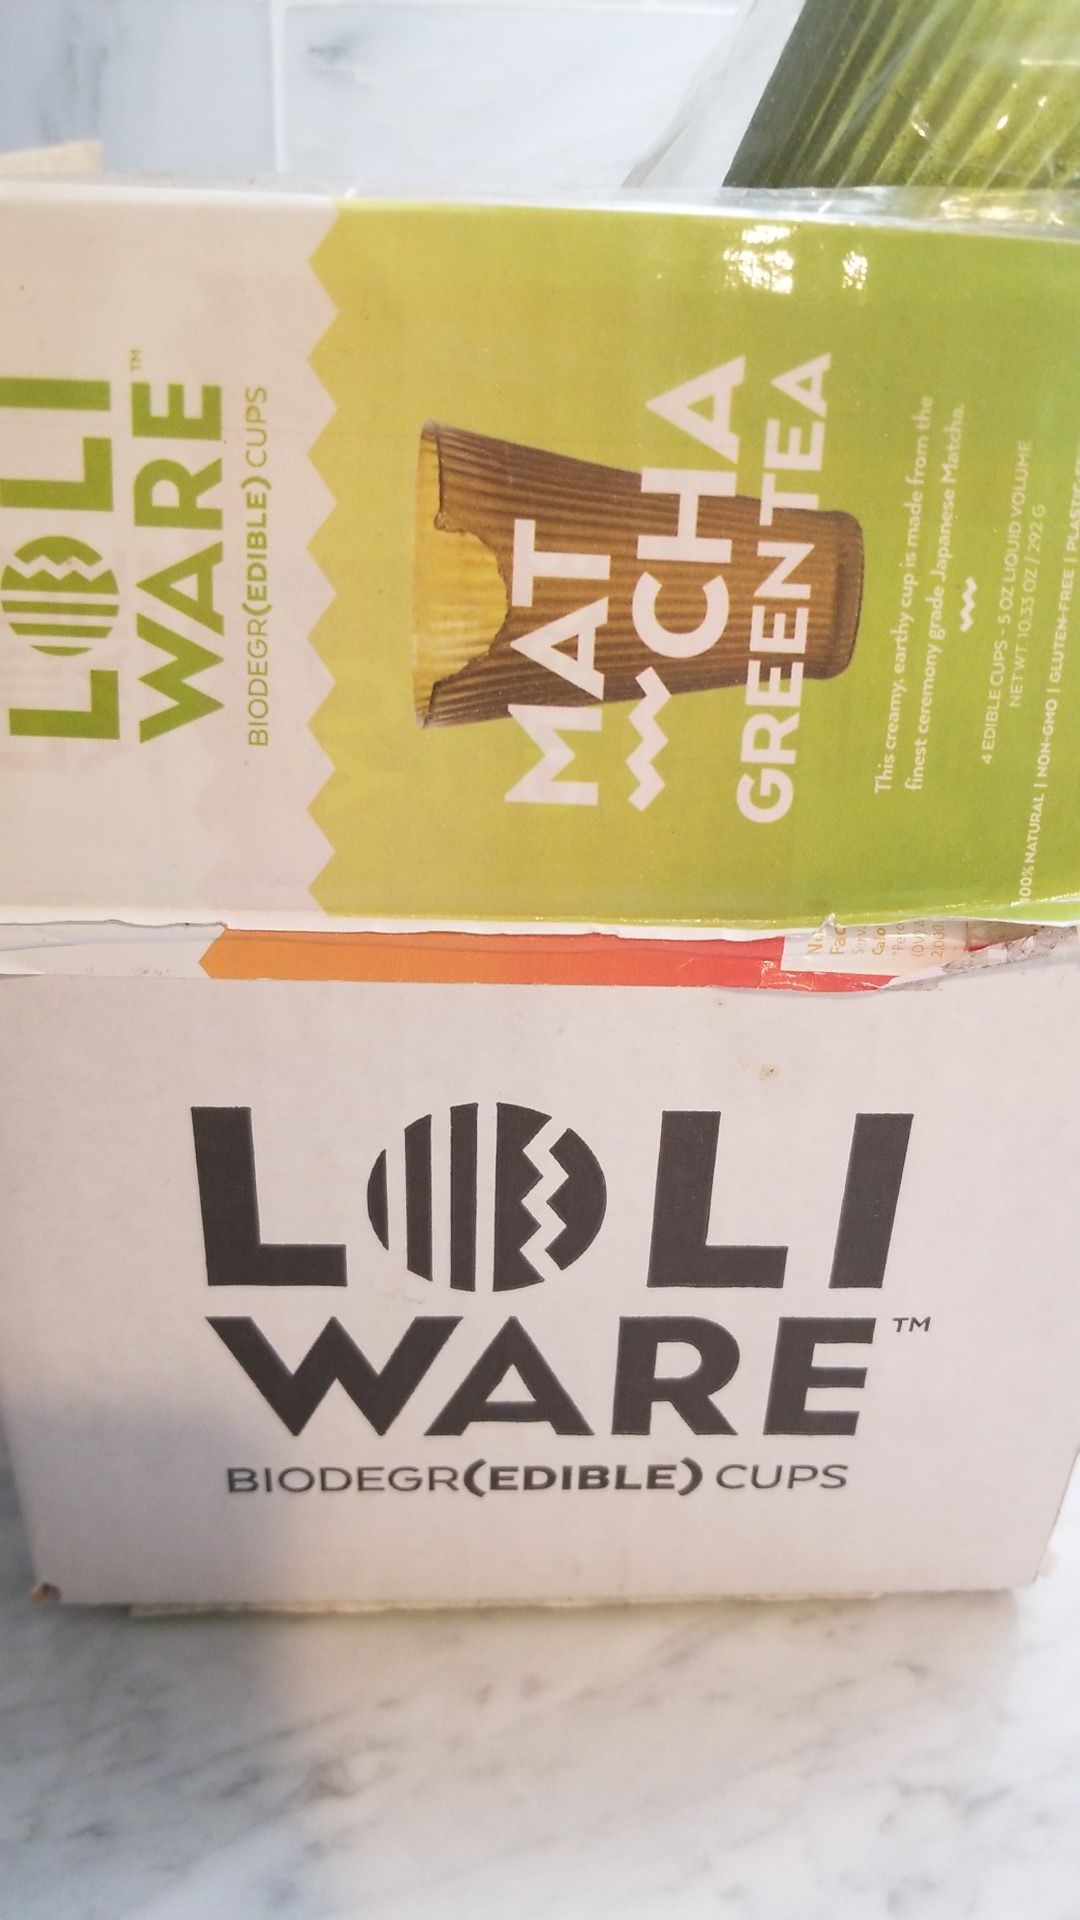 LOLI
WARE™
BIODEGR(EDIBLE) CUPS
MAT
CHA
GREEN TEA
This creamy, earthy cup is made from the
finest ceremony grade Japanese Matcha.
4 EDIBLE CUPS - 5 OZ LIQUID VOLUME
NET WT. 10.33 OZ / 292 G
100% NATURAL | NON-GMO | GLUTEN-FREE |
2,000
LOLI
WARE™
BIODEGR(EDIBLE) CUPS